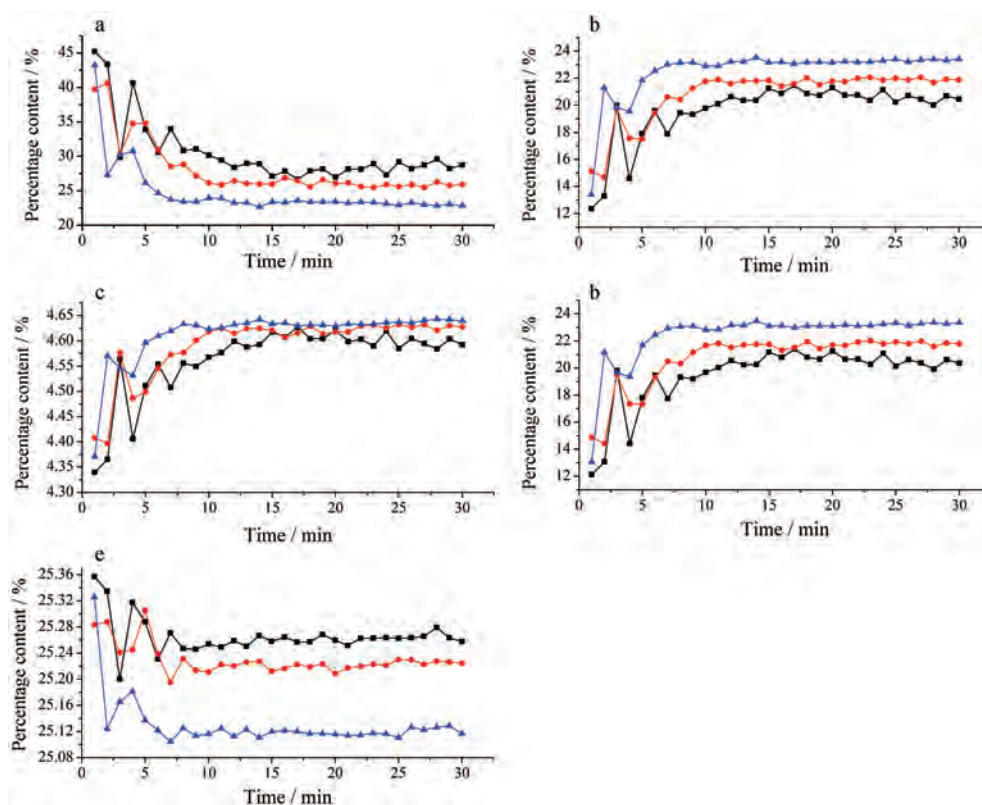 a
Percentage content / %
45
40
35
30
25
20
0 5 10 15 20 25 30
Time / min
b
Percentage content / %
24
22
20
18
16
14
12
0 5 10 15 20 25 30
Time / min
c
Percentage content / %
4.65
4.60
4.55
4.50
4.45
4.40
4.35
4.30
0 5 10 15 20 25 30
Time / min
b
Percentage content / %
24
22
20
18
16
14
12
0 5 10 15 20 25 30
Time / min
e
Percentage content / %
25.36
25.32
25.28
25.24
25.20
25.16
25.12
25.08
0 5 10 15 20 25 30
Time / min